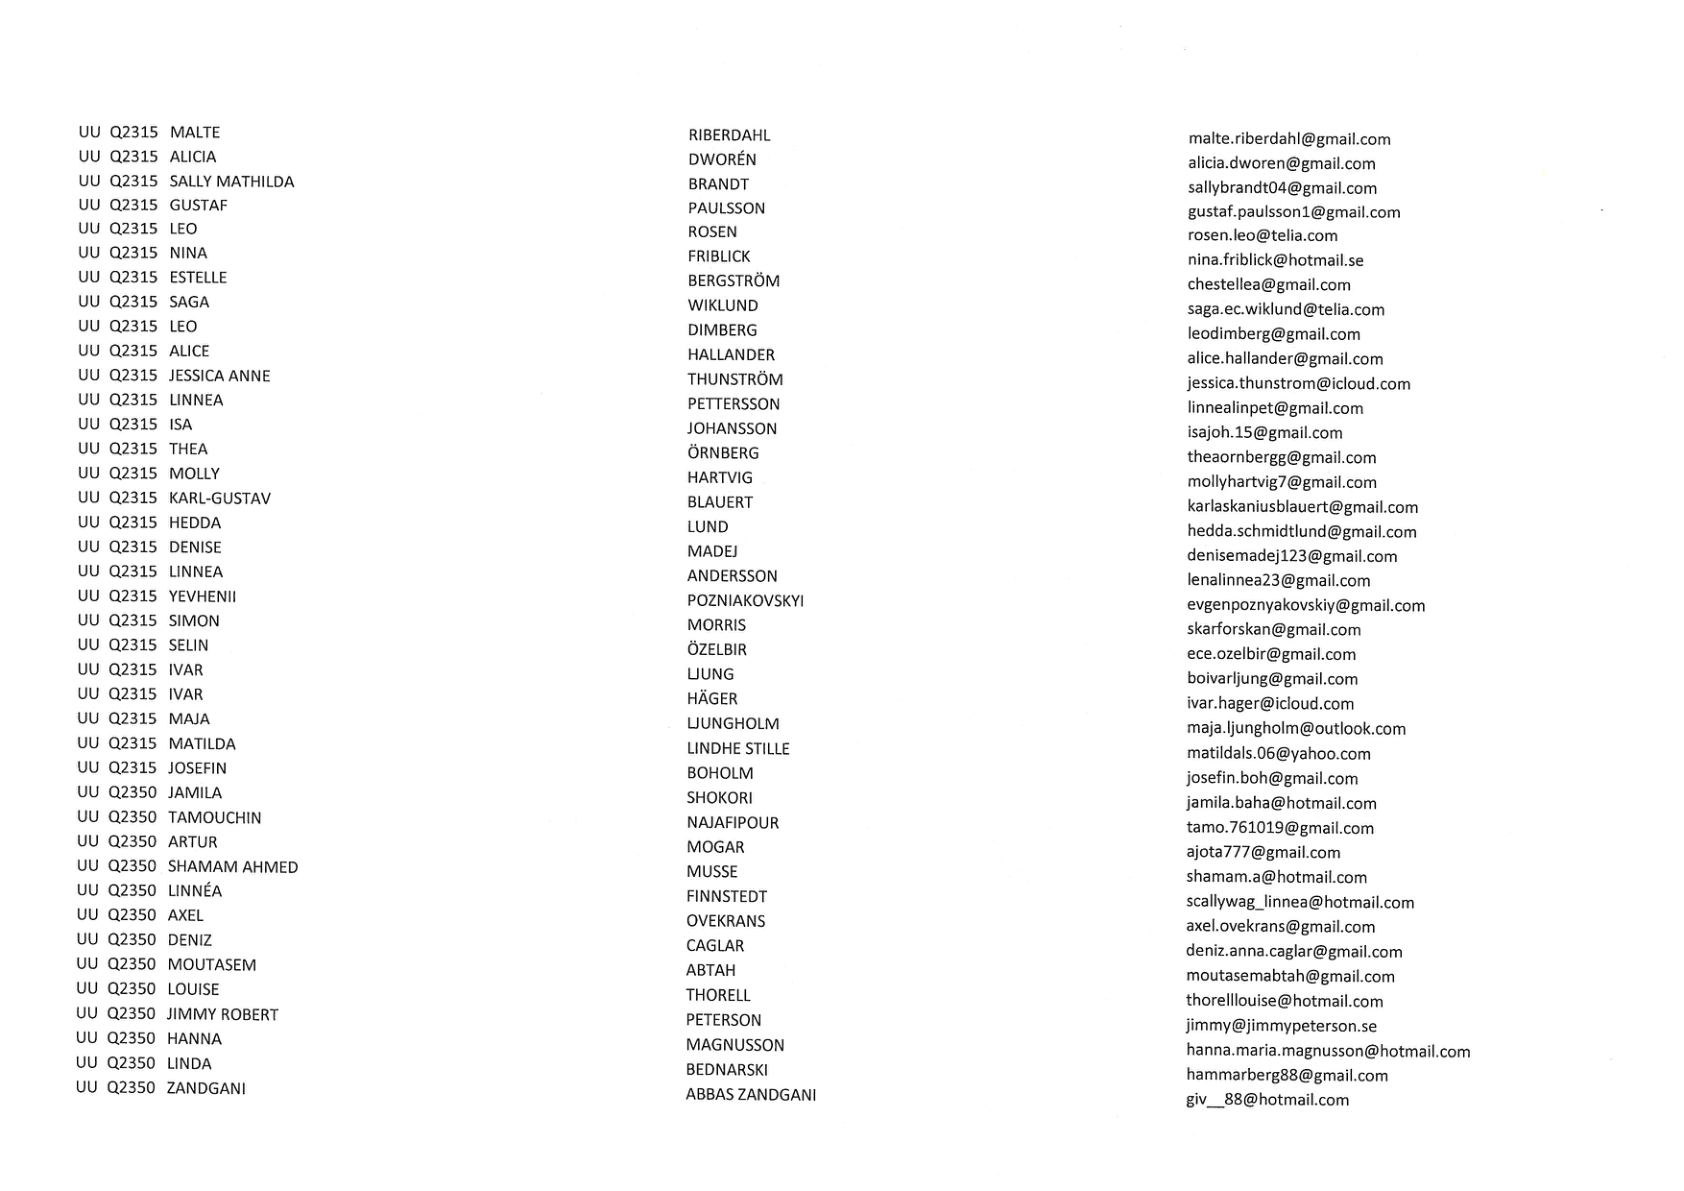 UU Q2315 MALTE RIBERDAHL malte.riberdahl@gmail.com
UU Q2315 ALICIA DWORÉN alicia.dworen@gmail.com
UU Q2315 SALLY MATHILDA BRANDT sallybrandt04@gmail.com
UU Q2315 GUSTAF PAULSSON gustaf.paulsson1@gmail.com
UU Q2315 LEO ROSEN rosen.leo@telia.com
UU Q2315 NINA FRIBLICK nina.friblick@hotmail.se
UU Q2315 ESTELLE BERGSTRÖM chestellea@gmail.com
UU Q2315 SAGA WIKLUND saga.ec.wiklund@telia.com
UU Q2315 LEO DIMBERG leodimberg@gmail.com
UU Q2315 ALICE HALLANDER alice.hallander@gmail.com
UU Q2315 JESSICA ANNE THUNSTRÖM jessica.thunstrom@icloud.com
UU Q2315 LINNEA PETTERSSON linnealinpet@gmail.com
UU Q2315 ISA JOHANSSON isajoh.15@gmail.com
UU Q2315 THEA ÖRNBERG theaornbergg@gmail.com
UU Q2315 MOLLY HARTVIG mollyhartvig7@gmail.com
UU Q2315 KARL-GUSTAV BLAUERT karlaskaniusblauert@gmail.com
UU Q2315 HEDDA LUND hedda.schmidtlund@gmail.com
UU Q2315 DENISE MADEJ denisemadej123@gmail.com
UU Q2315 LINNEA ANDERSSON lenalinnea23@gmail.com
UU Q2315 YEVHENII POZNIAKOVSKYI evgenpoznyakovskiy@gmail.com
UU Q2315 SIMON MORRIS skarforskan@gmail.com
UU Q2315 SELIN ÖZELBIR ece.ozelbir@gmail.com
UU Q2315 IVAR LJUNG boivarljung@gmail.com
UU Q2315 IVAR HÄGER ivar.hager@icloud.com
UU Q2315 MAJA LJUNGHOLM maja.ljungholm@outlook.com
UU Q2315 MATILDA LINDHE STILLE matildals.06@yahoo.com
UU Q2315 JOSEFIN BOHOLM josefin.boh@gmail.com
UU Q2350 JAMILA SHOKORI jamila.baha@hotmail.com
UU Q2350 TAMOUCHIN NAJAFIPOUR tamo.761019@gmail.com
UU Q2350 ARTUR MOGAR ajota777@gmail.com
UU Q2350 SHAMAM AHMED MUSSE shamam.a@hotmail.com
UU Q2350 LINNÉA FINNSTEDT scallywag_linnea@hotmail.com
UU Q2350 AXEL OVEKRANS axel.ovekrans@gmail.com
UU Q2350 DENIZ CAGLAR deniz.anna.caglar@gmail.com
UU Q2350 MOUTASEM ABTAH moutasemabtah@gmail.com
UU Q2350 LOUISE THORELL thorelllouise@hotmail.com
UU Q2350 JIMMY ROBERT PETERSON jimmy@jimmypeterson.se
UU Q2350 HANNA MAGNUSSON hanna.maria.magnusson@hotmail.com
UU Q2350 LINDA BEDNARSKI hammarberg88@gmail.com
UU Q2350 ZANDGANI ABBAS ZANDGANI giv__88@hotmail.com